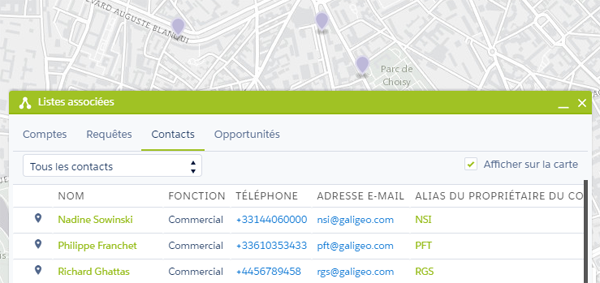 BOULEVARD AUGUSTE BLANQUI
Parc de
Choisy
Listes associées
Comptes Requêtes Contacts Opportunités
Tous les contacts Afficher sur la carte
NOM FONCTION TÉLÉPHONE ADRESSE E-MAIL ALIAS DU PROPRIÉTAIRE DU CO
Nadine Sowinski Commercial +33144060000 nsi@galigeo.com NSI
Philippe Franchet Commercial +33610353433 pft@galigeo.com PFT
Richard Ghattas Commercial +4456789458 rgs@galigeo.com RGS